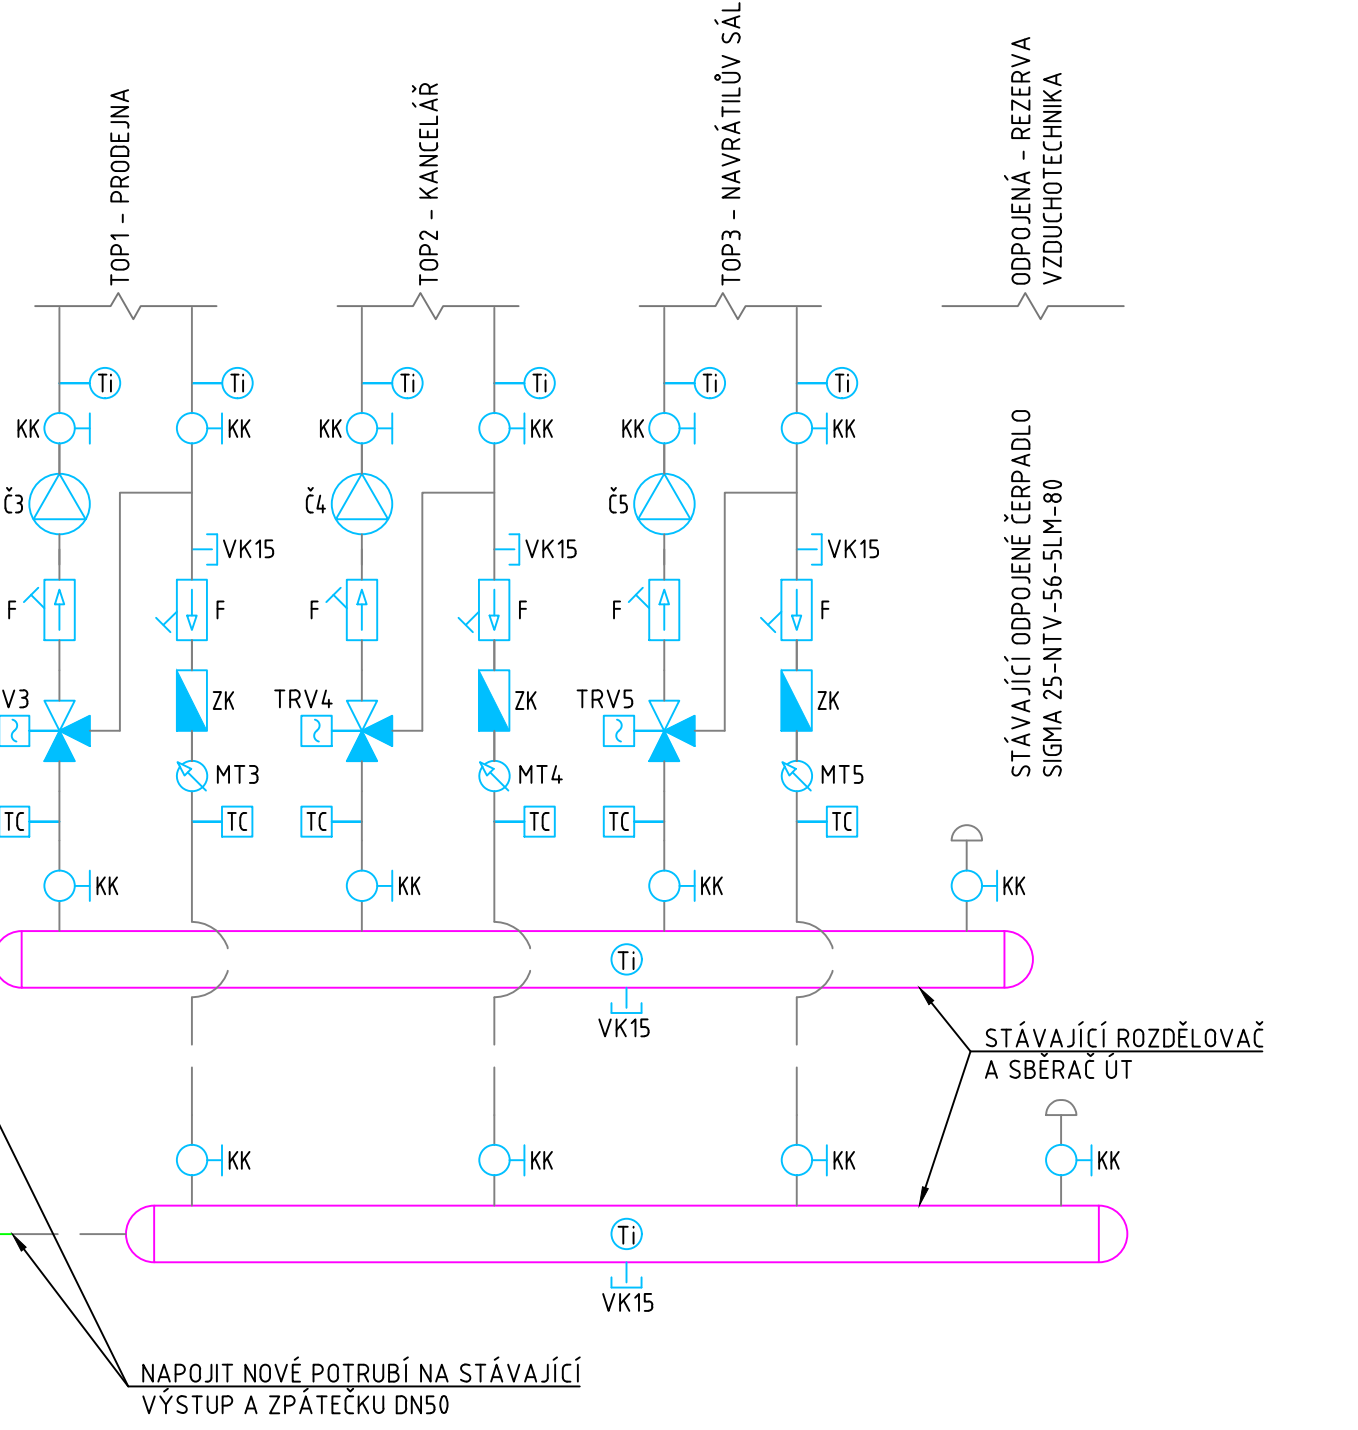 TOP1 - PRODEJNA
TOP2 - KANCELÁŘ
TOP3 - NAVRÁTILŮV SÁL
ODPOJENÁ - REZERVA
VZDUCHOTECHNIKA
Ti
Ti
Ti
Ti
Ti
Ti
KK
KK
KK
KK
KK
KK
STÁVAJÍCÍ ODPOJENÉ ČERPADLO
SIGMA 25-NTV-56-5LM-80
Č3
Č4
Č5
VK15
VK15
VK15
F
F
F
F
F
F
V3
ZK
TRV4
ZK
TRV5
ZK
MT3
MT4
MT5
TC
TC
TC
TC
TC
TC
KK
KK
KK
KK
Ti
VK15
STÁVAJÍCÍ ROZDĚLOVAČ
A SBĚRAČ ÚT
KK
KK
KK
KK
Ti
VK15
NAPOJIT NOVÉ POTRUBÍ NA STÁVAJÍCÍ
VÝSTUP A ZPÁTEČKU DN50